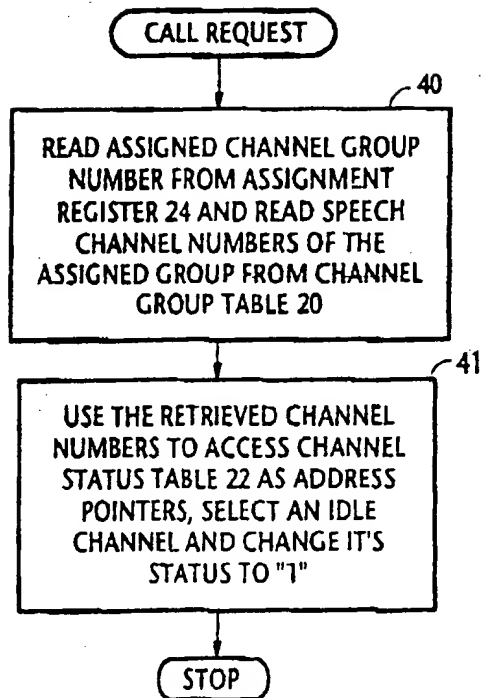 CALL REQUEST
40
READ ASSIGNED CHANNEL GROUP
NUMBER FROM ASSIGNMENT
REGISTER 24 AND READ SPEECH
CHANNEL NUMBERS OF THE
ASSIGNED GROUP FROM CHANNEL
GROUP TABLE 20
41
USE THE RETRIEVED CHANNEL
NUMBERS TO ACCESS CHANNEL
STATUS TABLE 22 AS ADDRESS
POINTERS, SELECT AN IDLE
CHANNEL AND CHANGE IT'S
STATUS TO "1"
STOP